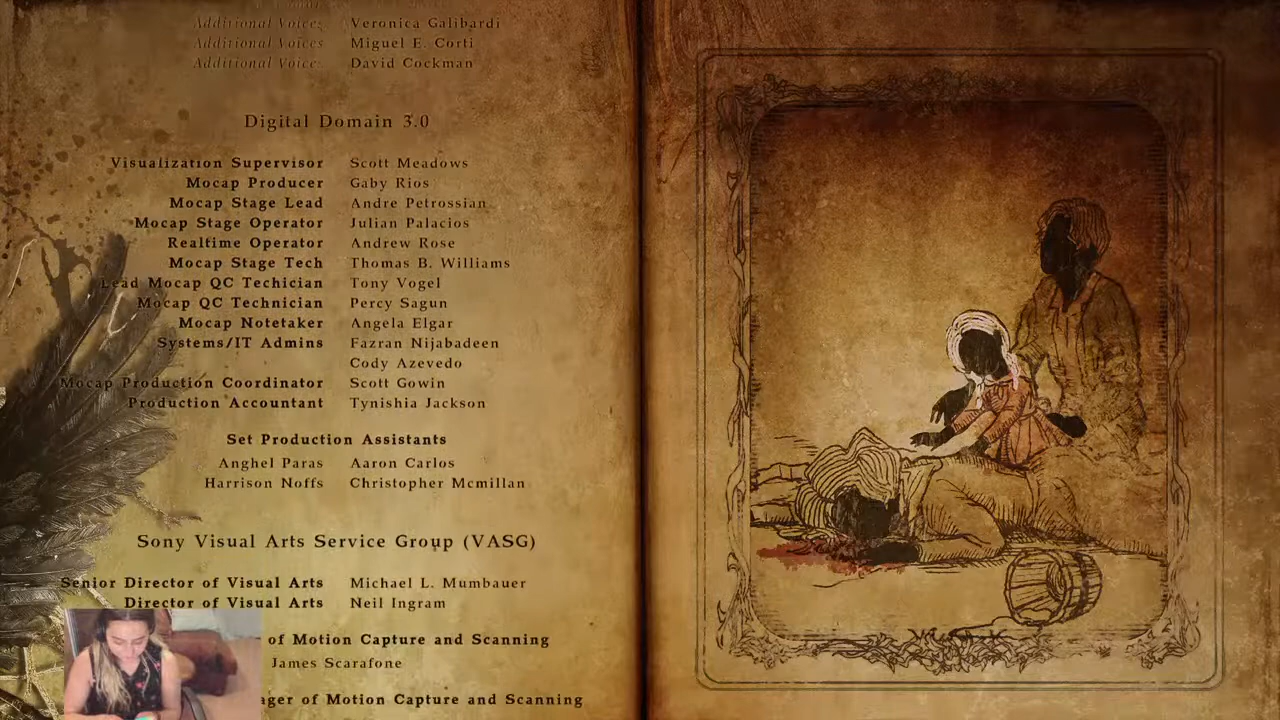 Additional Voices Veronica Galibardi
Additional Voices Miguel E. Corti
Additional Voice David Cockman
Digital Domain 3.0
Visualization Supervisor Scott Meadows
Mocap Producer Gaby Rios
Mocap Stage Lead Andre Petrossian
Mocap Stage Operator Julian Palacios
Realtime Operator Andrew Rose
Mocap Stage Tech Thomas B. Williams
Lead Mocap QC Techician Tony Vogel
Mocap QC Technician Percy Sagun
Mocap Notetaker Angela Elgar
Systems/IT Admins Fazran Nijabadeen
Cody Azevedo
Mocap Production Coordinator Scott Gowin
Production Accountant Tynishia Jackson
Set Production Assistants
Anghel Paras Aaron Carlos
Harrison Noffs Christopher Mcmillan
Sony Visual Arts Service Group (VASG)
Senior Director of Visual Arts Michael L. Mumbauer
Director of Visual Arts Neil Ingram
of Motion Capture and Scanning
James Scarafone
ager of Motion Capture and Scanning